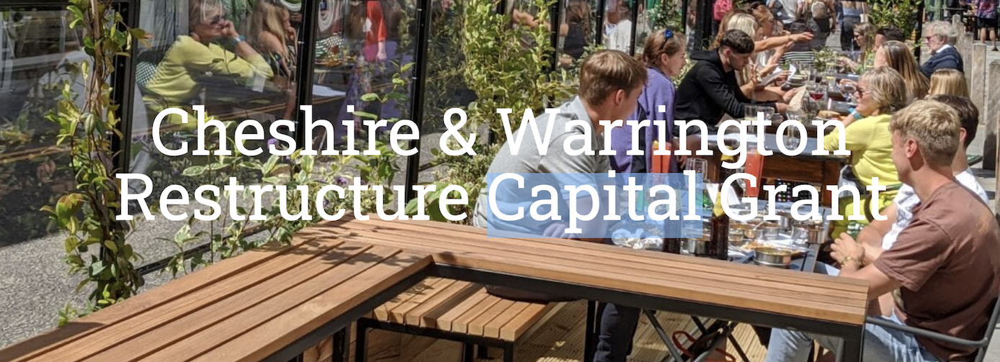 Cheshire & Warrington
Restructure Capital Grant